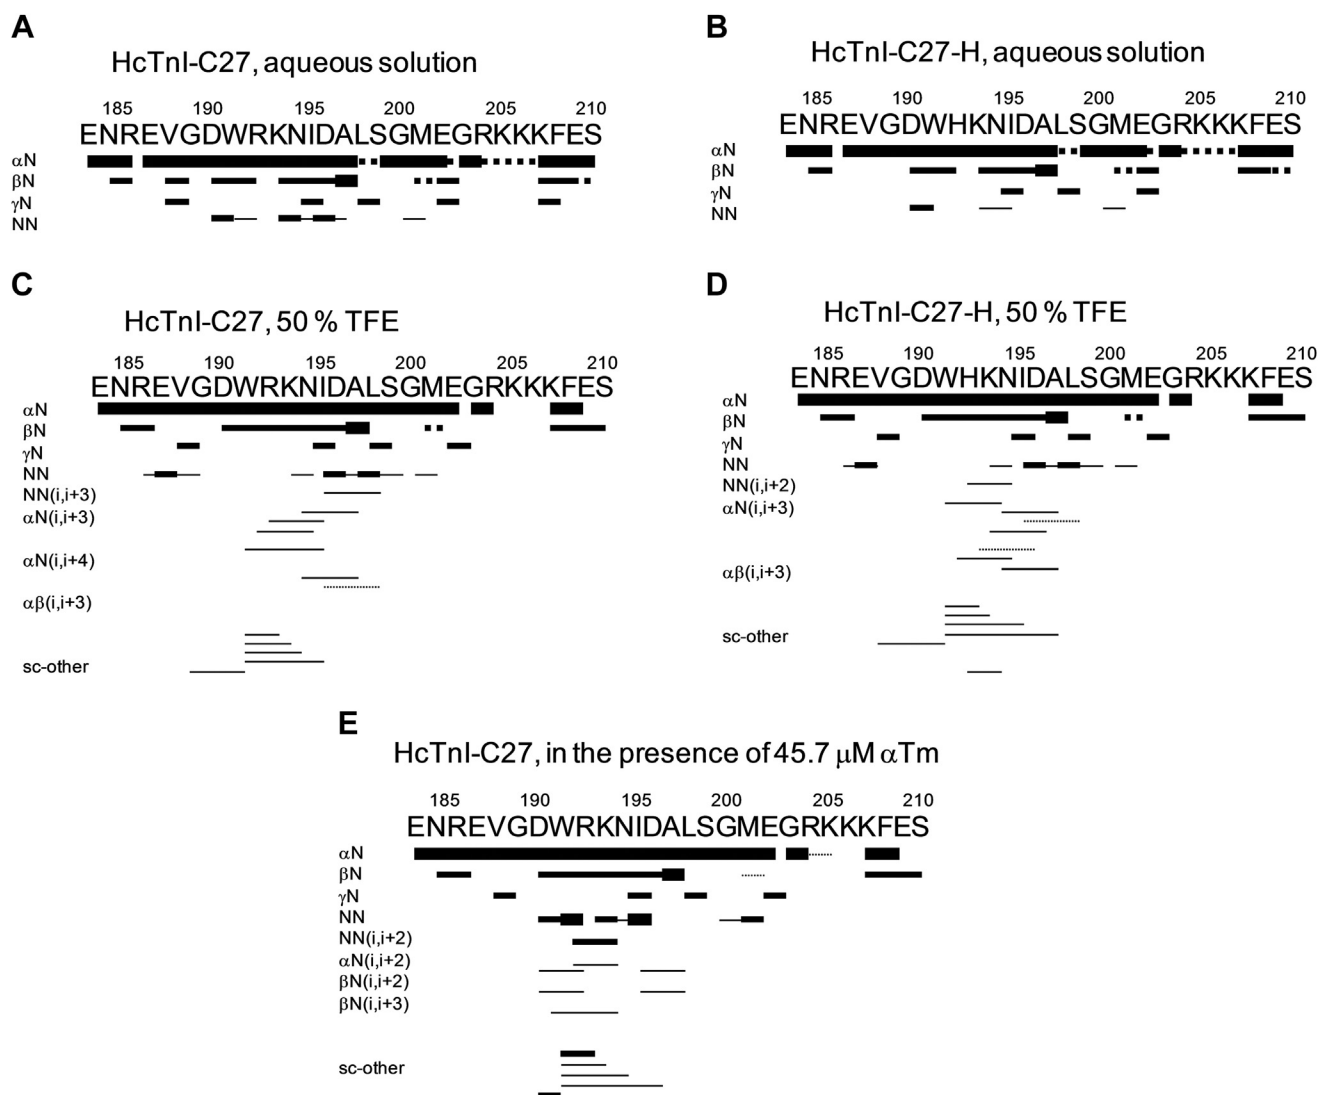 A
HcTnI-C27, aqueous solution
185 190 195 200 205 210
ENREVGDWRKNIDALSGMEGRKKKFES
αN
βN
γN
NN
B
HcTnI-C27-H, aqueous solution
185 190 195 200 205 210
ENREVGDWHKNIDALSGMEGRKKKFES
αN
βN
γN
NN
C
HcTnI-C27, 50 % TFE
185 190 195 200 205 210
ENREVGDWRKNIDALSGMEGRKKKFES
αN
βN
γN
NN
NN(i,i+3)
αN(i,i+3)
αN(i,i+4)
αβ(i,i+3)
sc-other
D
HcTnI-C27-H, 50 % TFE
185 190 195 200 205 210
ENREVGDWHKNIDALSGMEGRKKKFES
αN
βN
γN
NN
NN(i,i+2)
αN(i,i+3)
αβ(i,i+3)
sc-other
E
HcTnI-C27, in the presence of 45.7 μM αTm
185 190 195 200 205 210
ENREVGDWRKNIDALSGMEGRKKKFES
αN
βN
γN
NN
NN(i,i+2)
αN(i,i+2)
βN(i,i+2)
βN(i,i+3)
sc-other